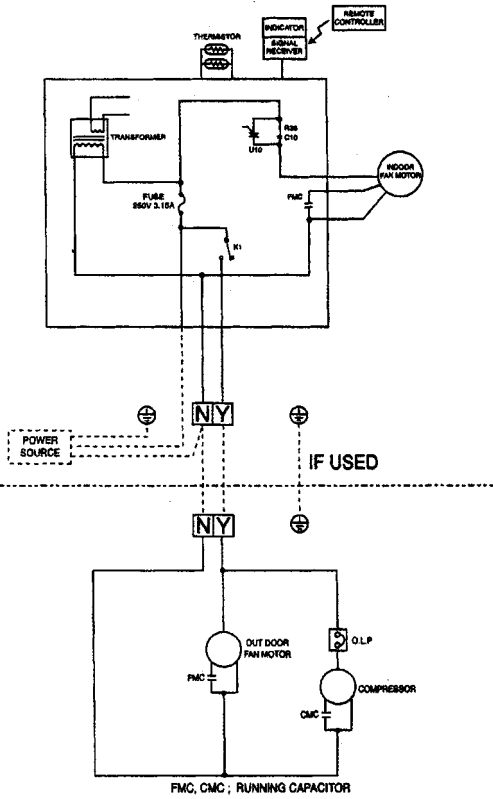 REMOTE
CONTROLLER
INDICATOR
SIGNAL
RECEIVER
THERMISTOR
TRANSFORMER
R38
C10
U10
INDOOR
FAN MOTOR
FUSE
250V 3.15A
FMC
K1
N Y
POWER
SOURCE
IF USED
N Y
OUT DOOR
FAN MOTOR
FMC
O.L.P
COMPRESSOR
CMC
FMC, CMC ; RUNNING CAPACITOR